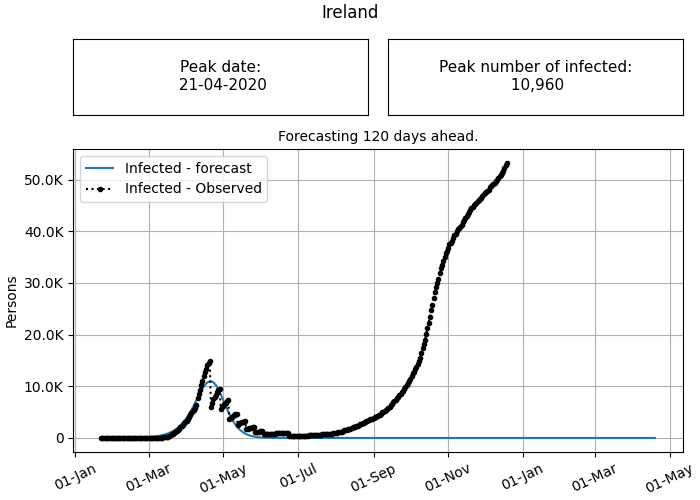 Ireland
Peak date:
21-04-2020
Peak number of infected:
10,960
Forecasting 120 days ahead.
Infected - forecast
Infected - Observed
50.0K
40.0K
30.0K
20.0K
10.0K
0
Persons
01-Jan
01-Mar
01-May
01-Jul
01-Sep
01-Nov
01-Jan
01-Mar
01-May